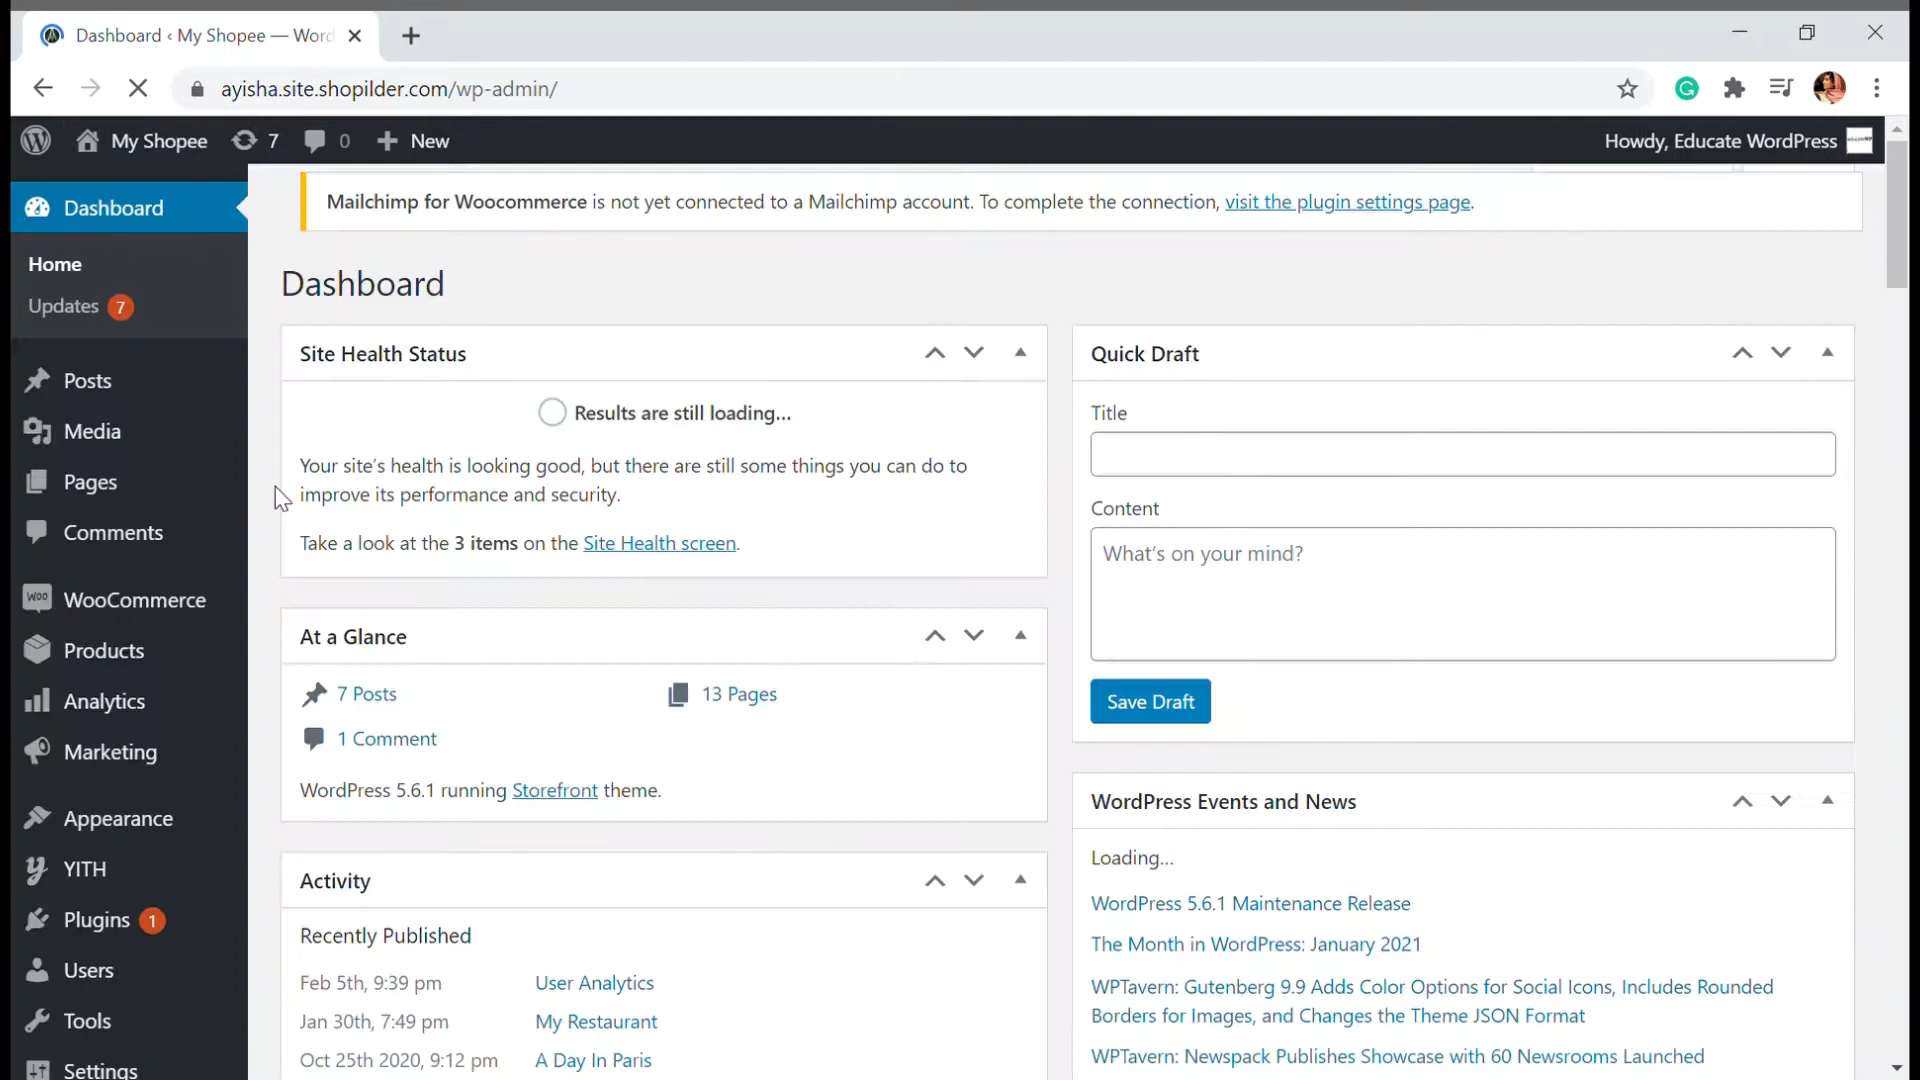 Dashboard ‹ My Shopee — Word
ayisha.site.shopilder.com/wp-admin/
My Shopee 7 0 New
Howdy, Educate WordPress
Dashboard
Home
Updates 7
Posts
Media
Pages
Comments
WooCommerce
Products
Analytics
Marketing
Appearance
YITH
Plugins 1
Users
Tools
Settings
Mailchimp for Woocommerce is not yet connected to a Mailchimp account. To complete the connection, visit the plugin settings page.
Dashboard
Site Health Status
Results are still loading...
Your site's health is looking good, but there are still some things you can do to
improve its performance and security.
Take a look at the 3 items on the Site Health screen.
At a Glance
7 Posts
13 Pages
1 Comment
WordPress 5.6.1 running Storefront theme.
Activity
Recently Published
Feb 5th, 9:39 pm User Analytics
Jan 30th, 7:49 pm My Restaurant
Oct 25th 2020, 9:12 pm A Day In Paris
Quick Draft
Title
Content
What's on your mind?
Save Draft
WordPress Events and News
Loading...
WordPress 5.6.1 Maintenance Release
The Month in WordPress: January 2021
WPTavern: Gutenberg 9.9 Adds Color Options for Social Icons, Includes Rounded
Borders for Images, and Changes the Theme JSON Format
WPTavern: Newspack Publishes Showcase with 60 Newsrooms Launched